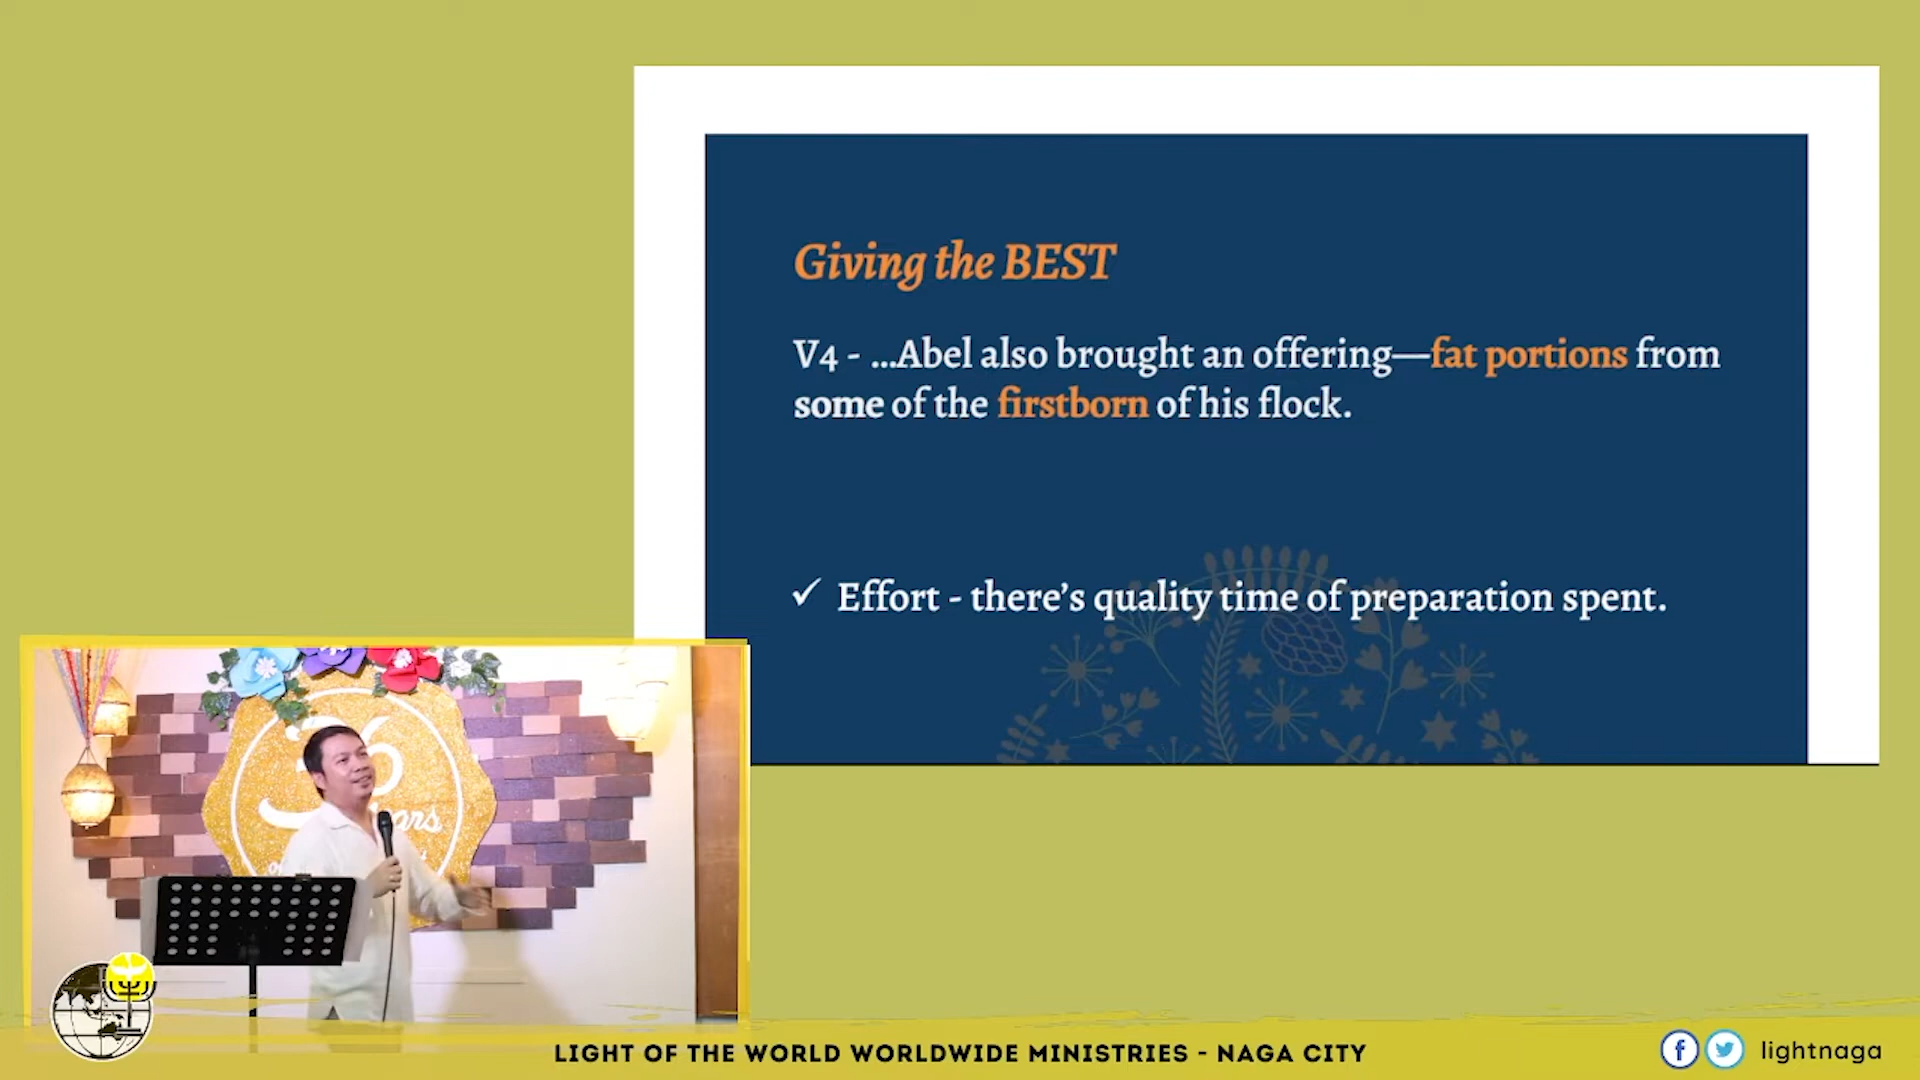 Giving the BEST
V4 - ...Abel also brought an offering—fat portions from
some of the firstborn of his flock.
✓ Effort - there's quality time of preparation spent.
LIGHT OF THE WORLD WORLDWIDE MINISTRIES - NAGA CITY
lightnaga